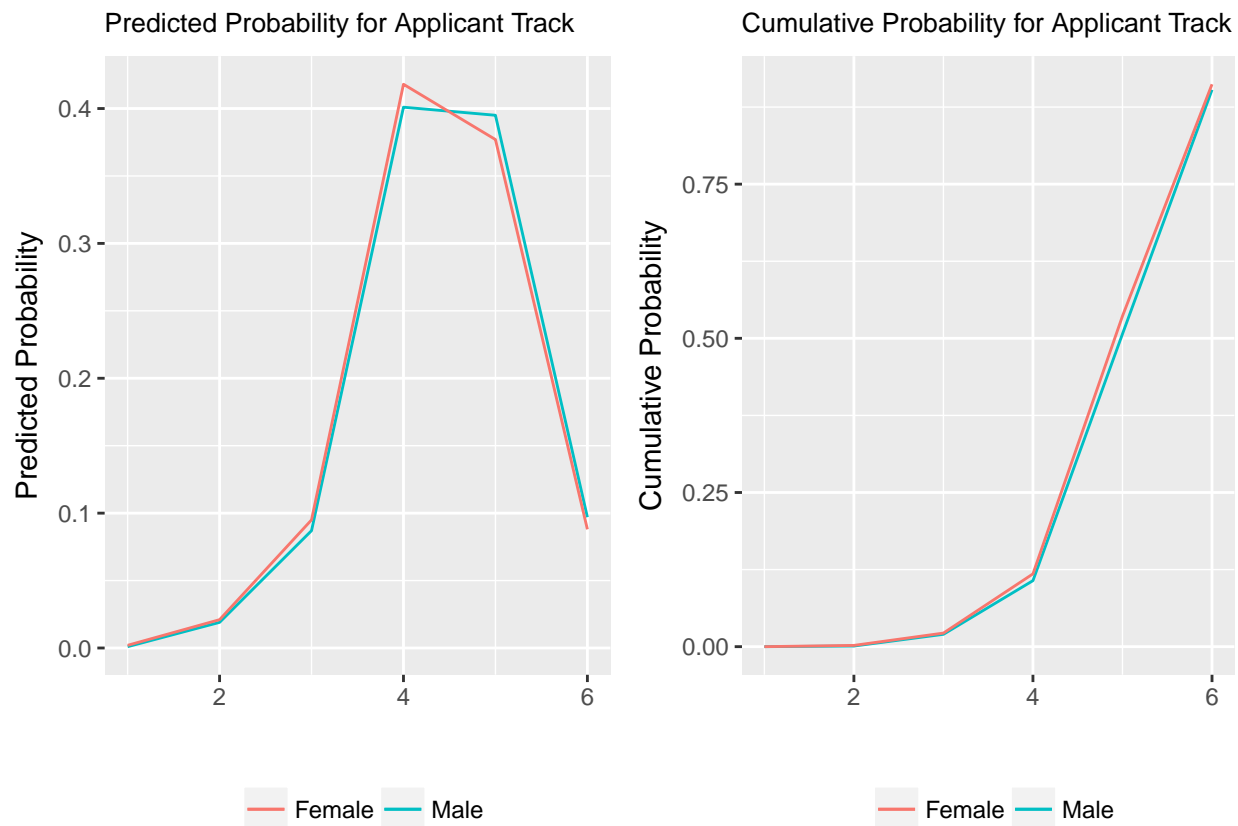 Predicted Probability for Applicant Track
Predicted Probability
0.4
0.3
0.2
0.1
0.0
2 4 6
Female Male
Cumulative Probability for Applicant Track
Cumulative Probability
0.75
0.50
0.25
0.00
2 4 6
Female Male